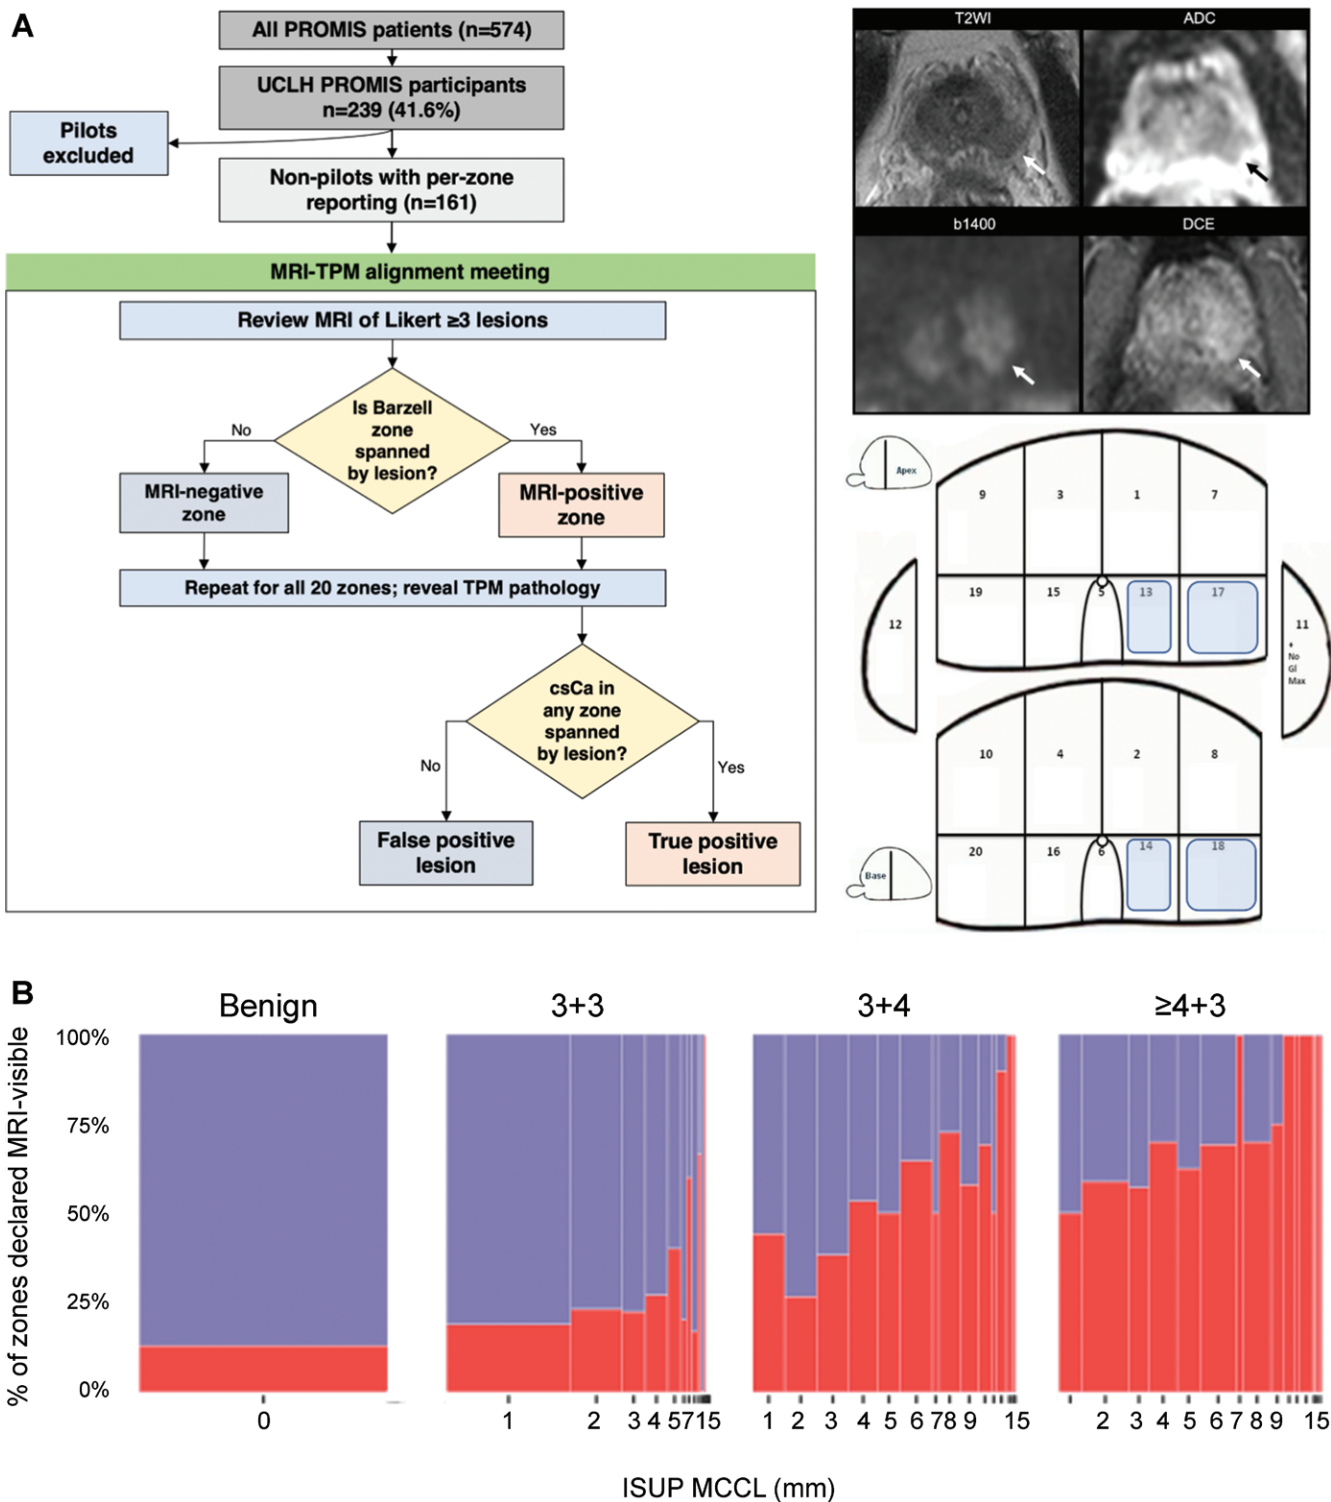 A
All PROMIS patients (n=574)
UCLH PROMIS participants
n=239 (41.6%)
Pilots
excluded
Non-pilots with per-zone
reporting (n=161)
MRI-TPM alignment meeting
Review MRI of Likert ≥3 lesions
Is Barzell
zone
spanned
by lesion?
No
Yes
MRI-negative
zone
MRI-positive
zone
Repeat for all 20 zones; reveal TPM pathology
csCa in
any zone
spanned
by lesion?
No
Yes
False positive
lesion
True positive
lesion
T2WI
ADC
b1400
DCE
Apex
9 3 1 7
19 15 5 13 17
12
11
+
No
Gl
Max
10 4 2 8
20 16 6 14 18
Base
B
Benign
3+3
3+4
≥4+3
% of zones declared MRI-visible
100%
75%
50%
25%
0%
0
1 2 3 4 5 7 15
1 2 3 4 5 6 7 8 9 15
2 3 4 5 6 7 8 9 15
ISUP MCCL (mm)